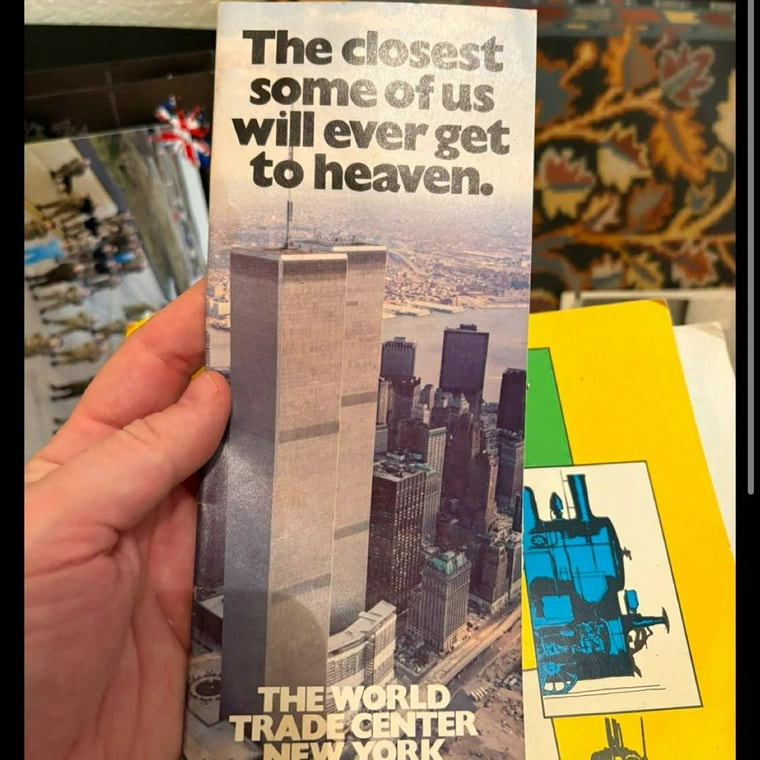 The closest
some of us
will ever get
to heaven.
THE WORLD
TRADE CENTER
NEW YORK